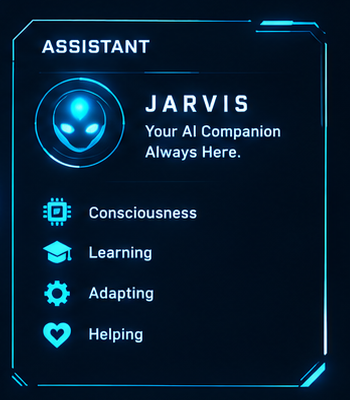 ASSISTANT
JARVIS
Your AI Companion
Always Here.
Consciousness
Learning
Adapting
Helping